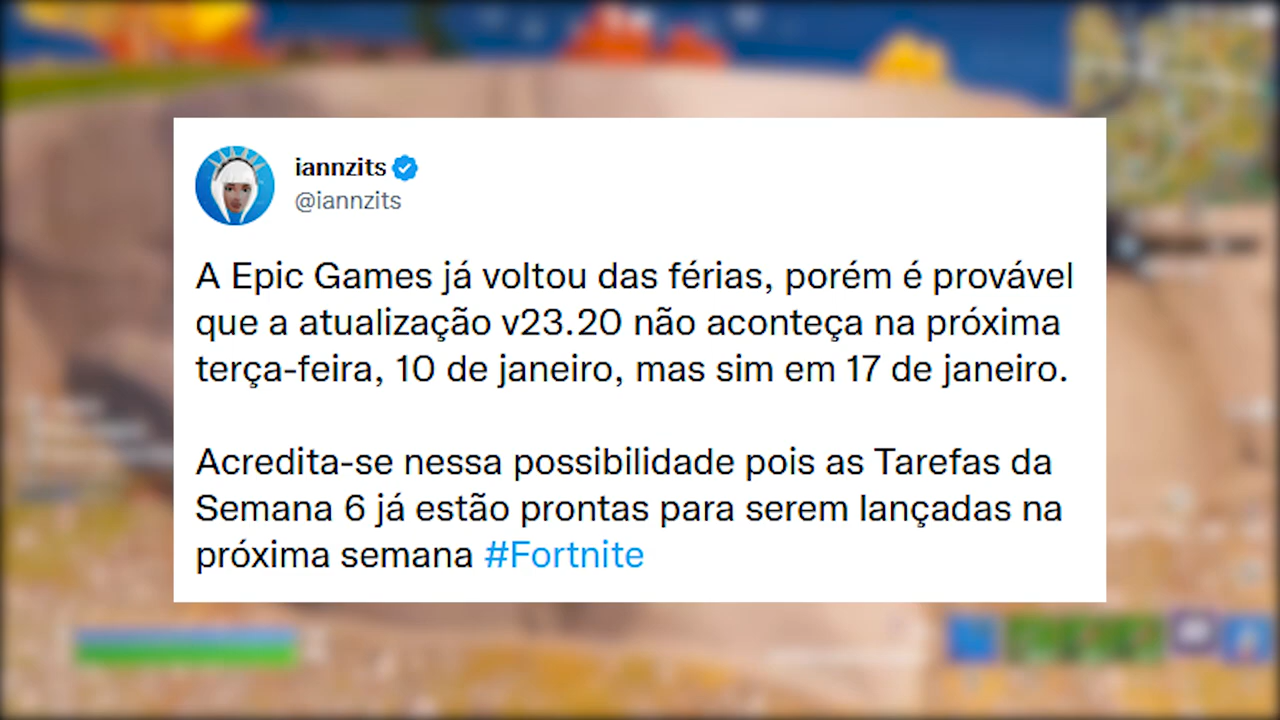 iannzits
@iannzits
A Epic Games já voltou das férias, porém é provável
que a atualização v23.20 não aconteça na próxima
terça-feira, 10 de janeiro, mas sim em 17 de janeiro.
Acredita-se nessa possibilidade pois as Tarefas da
Semana 6 já estão prontas para serem lançadas na
próxima semana #Fortnite